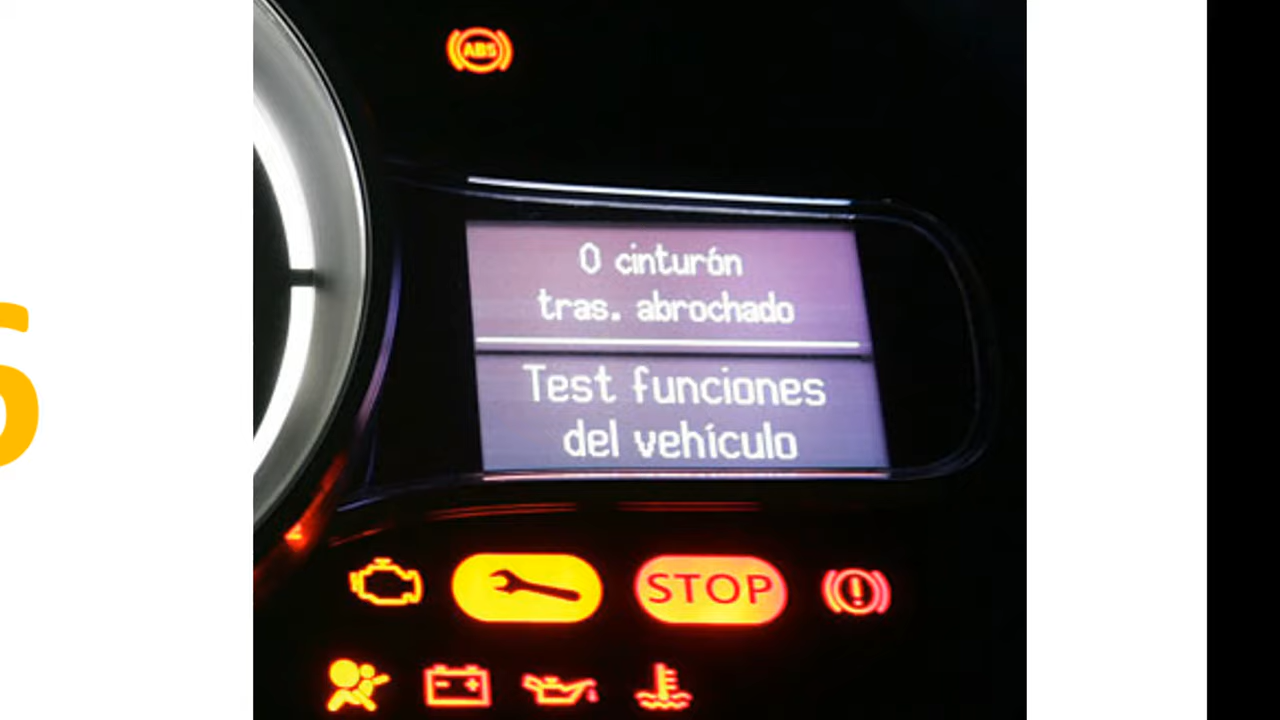 ABS
0 cinturón
tras. abrochado
Test funciones
del vehículo
STOP